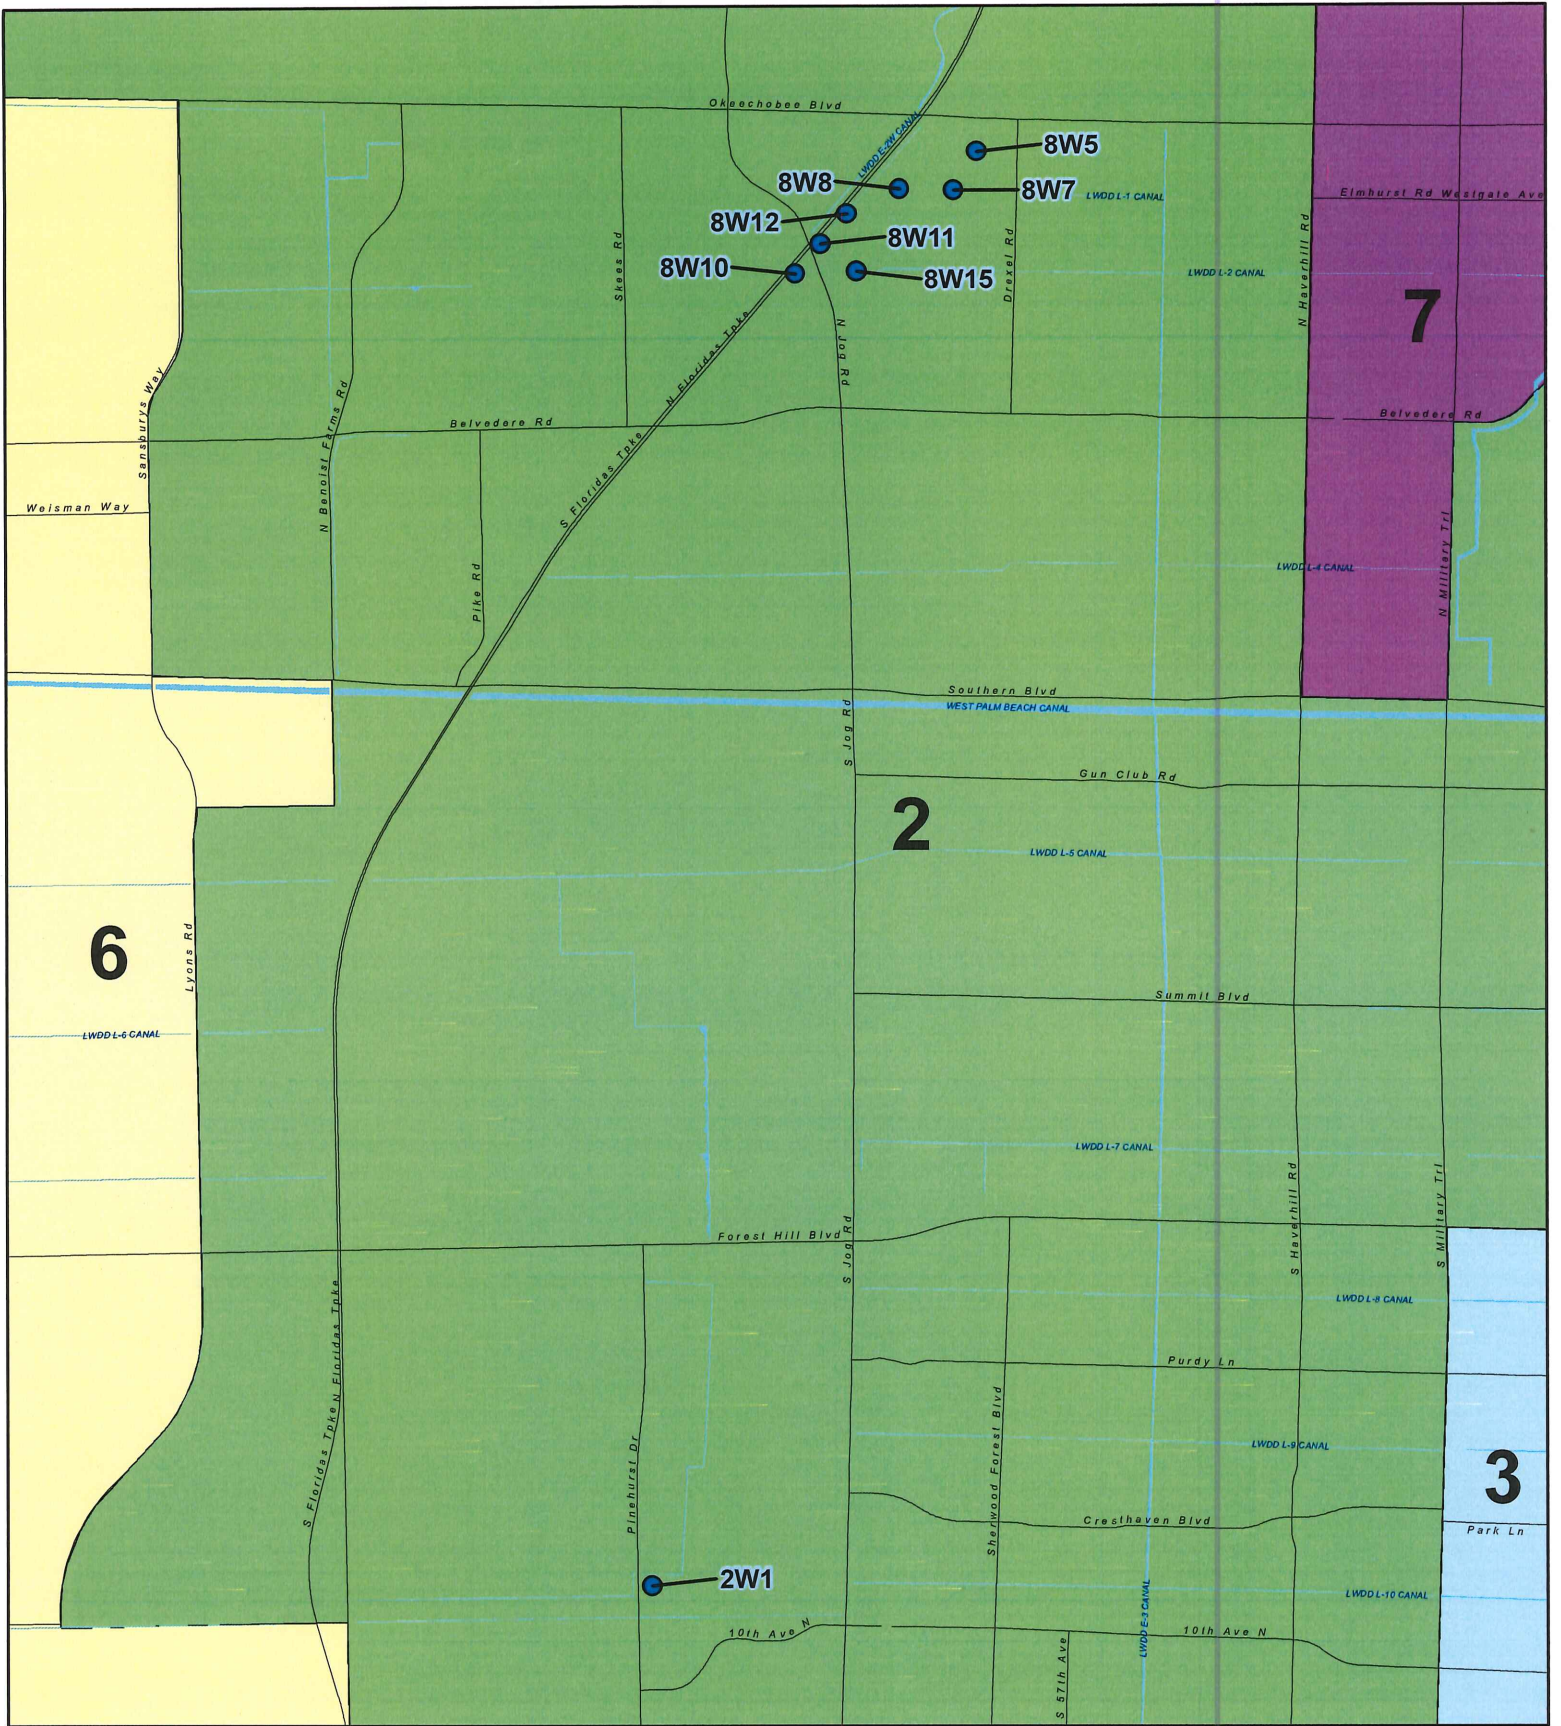 Okeechobee Blvd
LWDD E-2W CANAL
8W5
8W8
8W7
LWDD L-1 CANAL
Elmhurst Rd Westgate Ave
8W12
8W11
8W10
8W15
LWDD L-2 CANAL
Skees Rd
Drexel Rd
N Haverhill Rd
7
N Jog Rd
N Floridas Tpke
Sansburys Way
N Benoist Farms Rd
Belvedere Rd
Belvedere Rd
S Floridas Tpke
Weisman Way
Pike Rd
LWDD L-4 CANAL
N Military Trl
Southern Blvd
WEST PALM BEACH CANAL
S Jog Rd
Gun Club Rd
2
LWDD L-5 CANAL
6
Lyons Rd
Summit Blvd
LWDD L-6 CANAL
LWDD L-7 CANAL
S Haverhill Rd
S Military Trl
Forest Hill Blvd
S Jog Rd
LWDD L-8 CANAL
N Floridas Tpke
S Floridas Tpke
Purdy Ln
Pinehurst Dr
Sherwood Forest Blvd
LWDD L-9 CANAL
3
Cresthaven Blvd
Park Ln
2W1
LWDD L-10 CANAL
LWDD E-3 CANAL
10th Ave N
10th Ave N
S 57th Ave